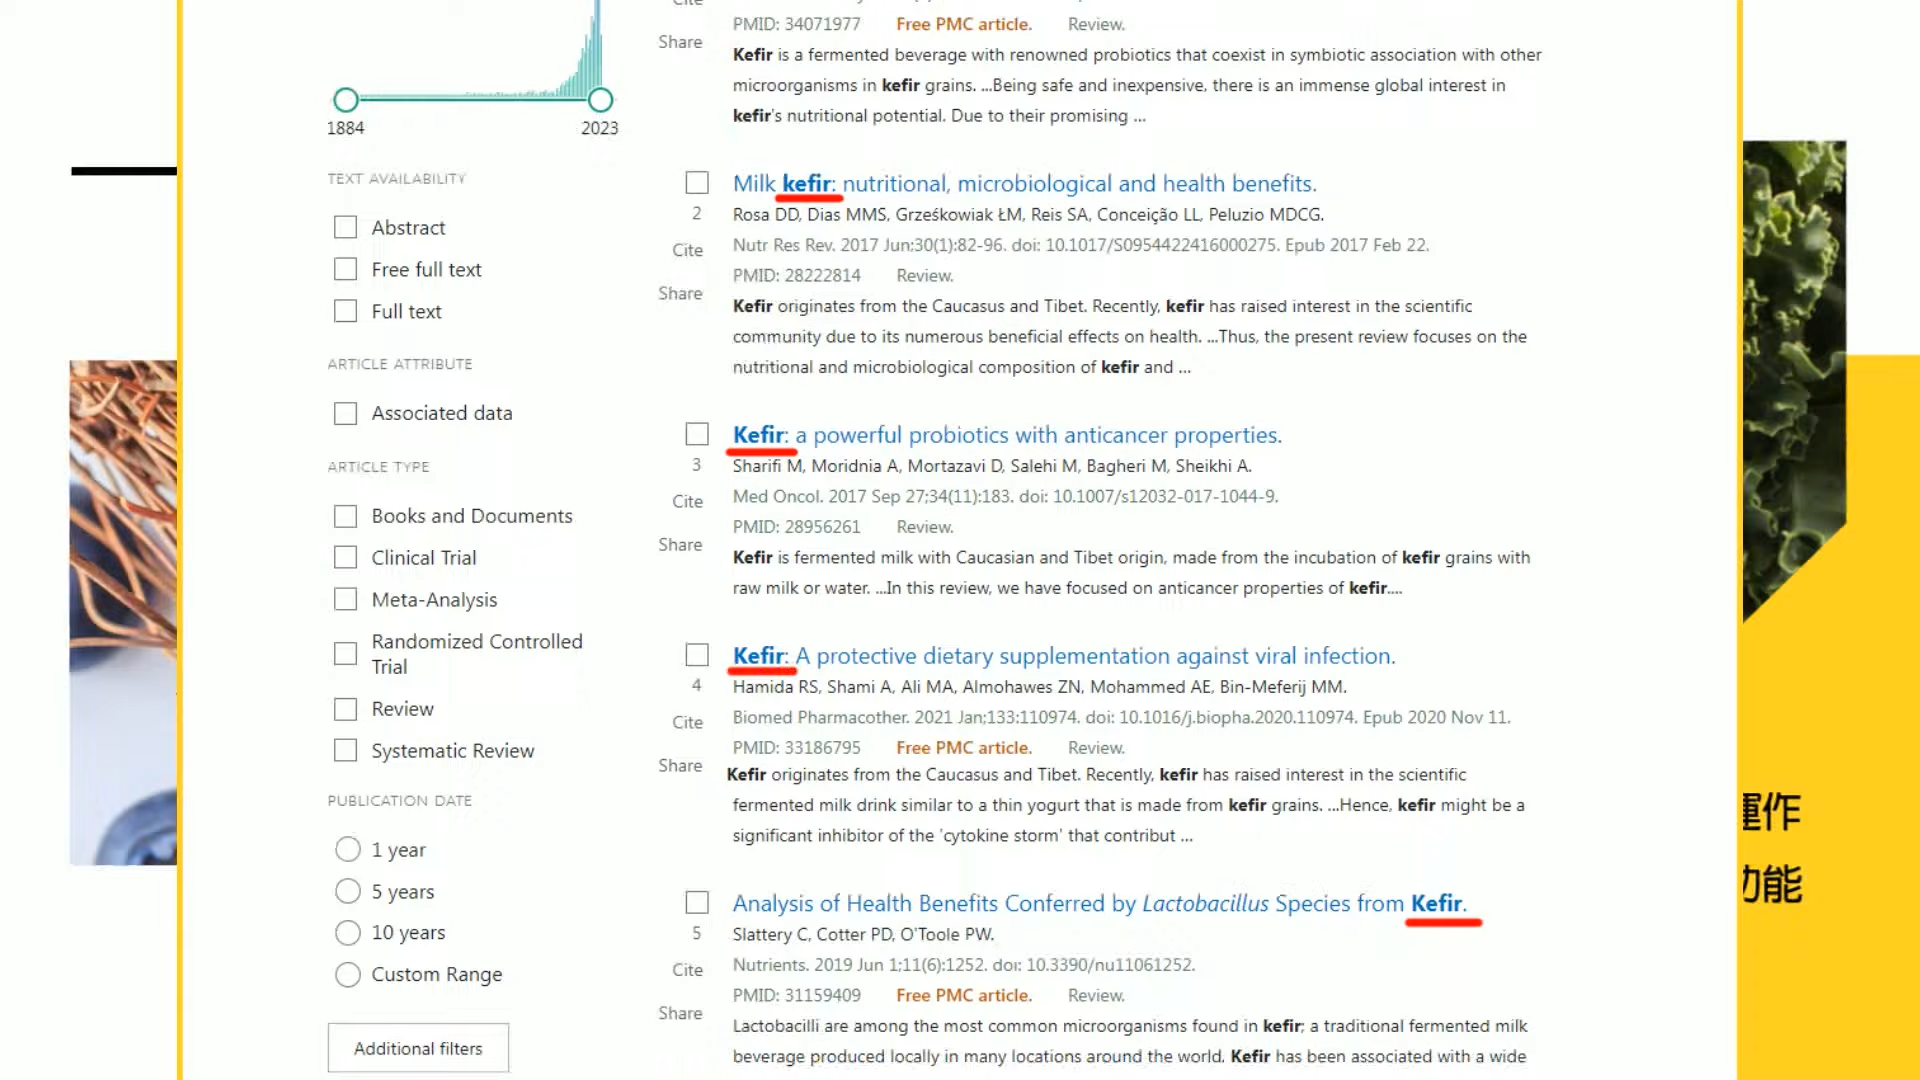 Cite
PMID: 34071977 Free PMC article. Review.
Share
Kefir is a fermented beverage with renowned probiotics that coexist in symbiotic association with other
microorganisms in kefir grains. ...Being safe and inexpensive, there is an immense global interest in
kefir's nutritional potential. Due to their promising ...
1884
2023
TEXT AVAILABILITY
Abstract
Free full text
Full text
ARTICLE ATTRIBUTE
Associated data
ARTICLE TYPE
Books and Documents
Clinical Trial
Meta-Analysis
Randomized Controlled
Trial
Review
Systematic Review
PUBLICATION DATE
1 year
5 years
10 years
Custom Range
Additional filters
Milk kefir: nutritional, microbiological and health benefits.
2
Rosa DD, Dias MMS, Grześkowiak ŁM, Reis SA, Conceição LL, Peluzio MDCG.
Cite
Nutr Res Rev. 2017 Jun;30(1):82-96. doi: 10.1017/S0954422416000275. Epub 2017 Feb 22.
PMID: 28222814 Review.
Share
Kefir originates from the Caucasus and Tibet. Recently, kefir has raised interest in the scientific
community due to its numerous beneficial effects on health. ...Thus, the present review focuses on the
nutritional and microbiological composition of kefir and ...
Kefir: a powerful probiotics with anticancer properties.
3
Sharifi M, Moridnia A, Mortazavi D, Salehi M, Bagheri M, Sheikhi A.
Cite
Med Oncol. 2017 Sep 27;34(11):183. doi: 10.1007/s12032-017-1044-9.
PMID: 28956261 Review.
Share
Kefir is fermented milk with Caucasian and Tibet origin, made from the incubation of kefir grains with
raw milk or water. ...In this review, we have focused on anticancer properties of kefir....
Kefir: A protective dietary supplementation against viral infection.
4
Hamida RS, Shami A, Ali MA, Almohawes ZN, Mohammed AE, Bin-Meferij MM.
Cite
Biomed Pharmacother. 2021 Jan;133:110974. doi: 10.1016/j.biopha.2020.110974. Epub 2020 Nov 11.
PMID: 33186795 Free PMC article. Review.
Share
Kefir originates from the Caucasus and Tibet. Recently, kefir has raised interest in the scientific
fermented milk drink similar to a thin yogurt that is made from kefir grains. ...Hence, kefir might be a
significant inhibitor of the 'cytokine storm' that contribut ...
Analysis of Health Benefits Conferred by Lactobacillus Species from Kefir.
5
Slattery C, Cotter PD, O'Toole PW.
Cite
Nutrients. 2019 Jun 1;11(6):1252. doi: 10.3390/nu11061252.
PMID: 31159409 Free PMC article. Review.
Share
Lactobacilli are among the most common microorganisms found in kefir; a traditional fermented milk
beverage produced locally in many locations around the world. Kefir has been associated with a wide
運作
功能